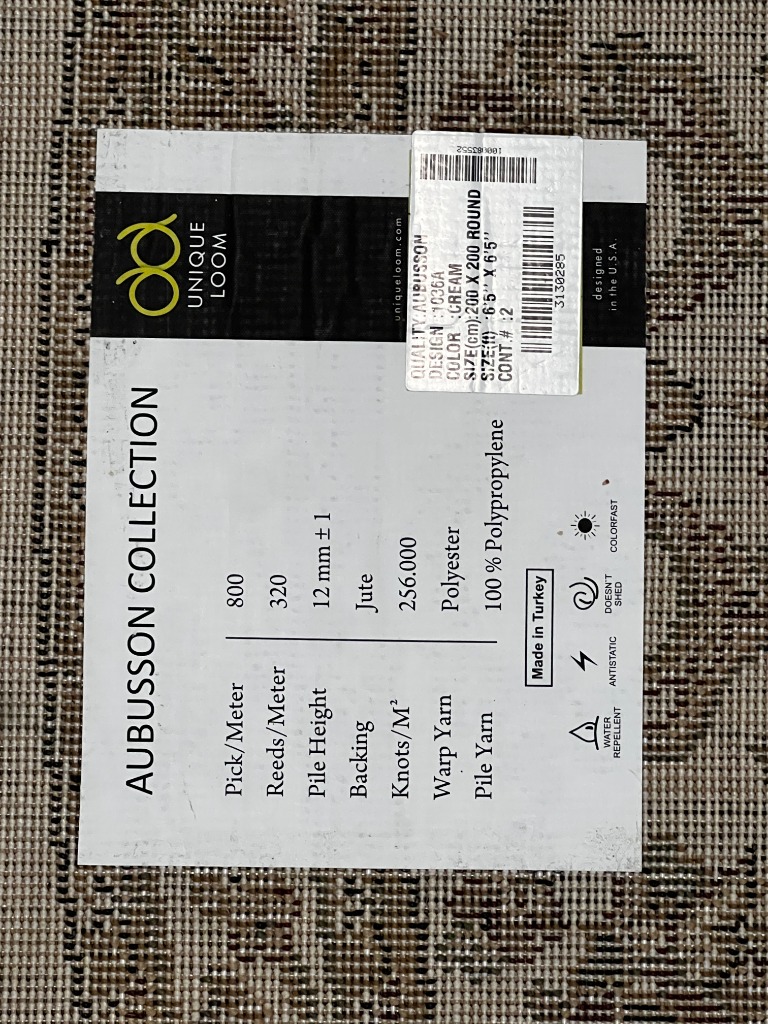 AUBUSSON COLLECTION
Pick/Meter 800
Reeds/Meter 320
Pile Height 12 mm ± 1
Backing Jute
Knots/M² 256.000
Warp Yarn Polyester
Pile Yarn 100 % Polypropylene
Made in Turkey
WATER
REPELLENT
ANTISTATIC
DOESN'T
SHED
COLORFAST
UNIQUE
LOOM
uniqueloom.com
100083552
QUALITY:AUBUSSON
DESIGN :1036A
COLOR :CREAM
SIZE(cm):200 X 200 ROUND
SIZE(ft) :6'5'' X 6'5''
CONT.# :2
3130285
designed
in the U.S.A.